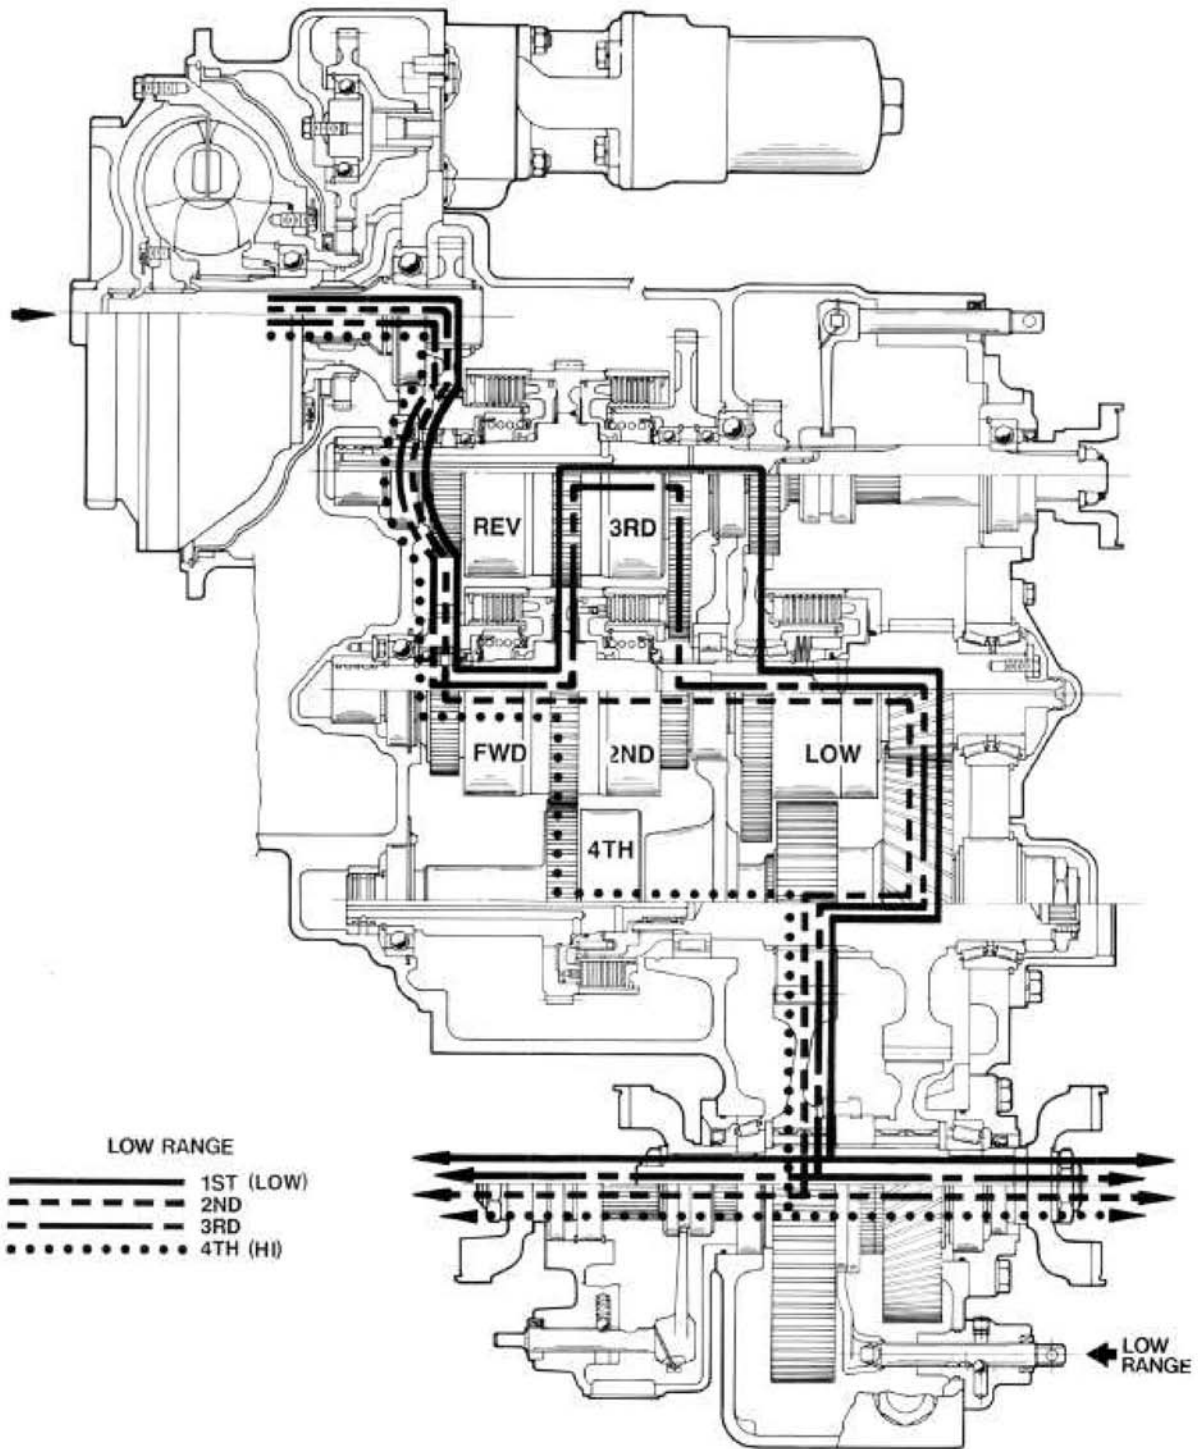 REV
3RD
FWD
2ND
LOW
4TH
LOW RANGE
1ST (LOW)
2ND
3RD
4TH (HI)
LOW
RANGE